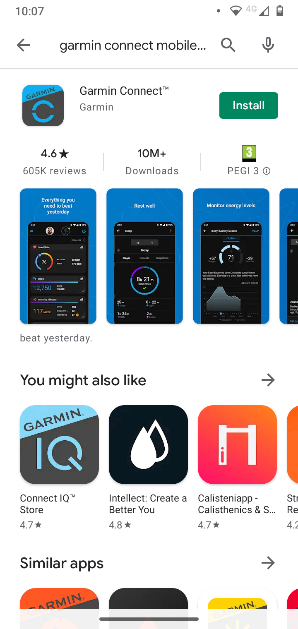 10:07
4G
garmin connect mobile...
Garmin Connect™
Garmin
Install
4.6★
10M+
3
605K reviews
Downloads
PEGI 3
Everything you need to beat yesterday
Rest well
Monitor energy levels
beat yesterday.
You might also like
GARMIN
IQ
Connect IQ™ Store
4.7★
Intellect: Create a Better You
4.8★
Calisteniapp - Calisthenics & S...
4.7★
Str
Re
4.2
Similar apps
GARMIN